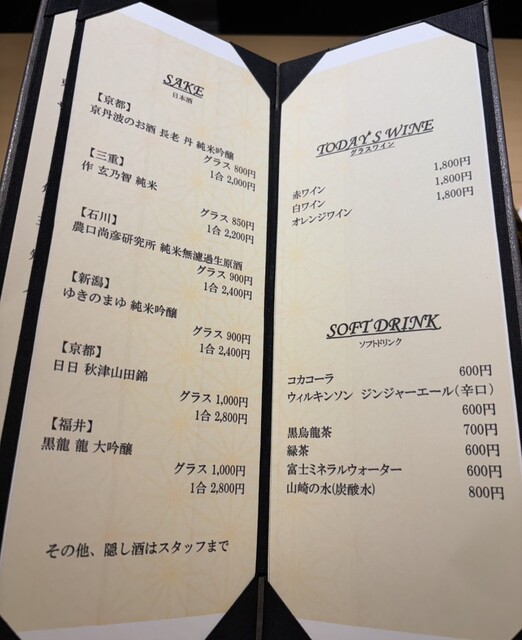 SAKE
日本酒
【京都】
京丹波のお酒 長老 丹 純米吟醸
グラス 800円
1合 2,000円
【三重】
作 玄乃智 純米
グラス 850円
1合 2,200円
【石川】
農口尚彦研究所 純米無濾過生原酒
グラス 900円
1合 2,400円
【新潟】
ゆきのまゆ 純米吟醸
グラス 900円
1合 2,400円
【京都】
日日 秋津山田錦
グラス 1,000円
1合 2,800円
【福井】
黒龍 龍 大吟醸
グラス 1,000円
1合 2,800円
その他、隠し酒はスタッフまで
TODAY'S WINE
グラスワイン
赤ワイン 1,800円
白ワイン 1,800円
オレンジワイン 1,800円
SOFT DRINK
ソフトドリンク
コカコーラ 600円
ウィルキンソン ジンジャーエール(辛口)
600円
黒烏龍茶 700円
緑茶 600円
富士ミネラルウォーター 600円
山崎の水(炭酸水) 800円